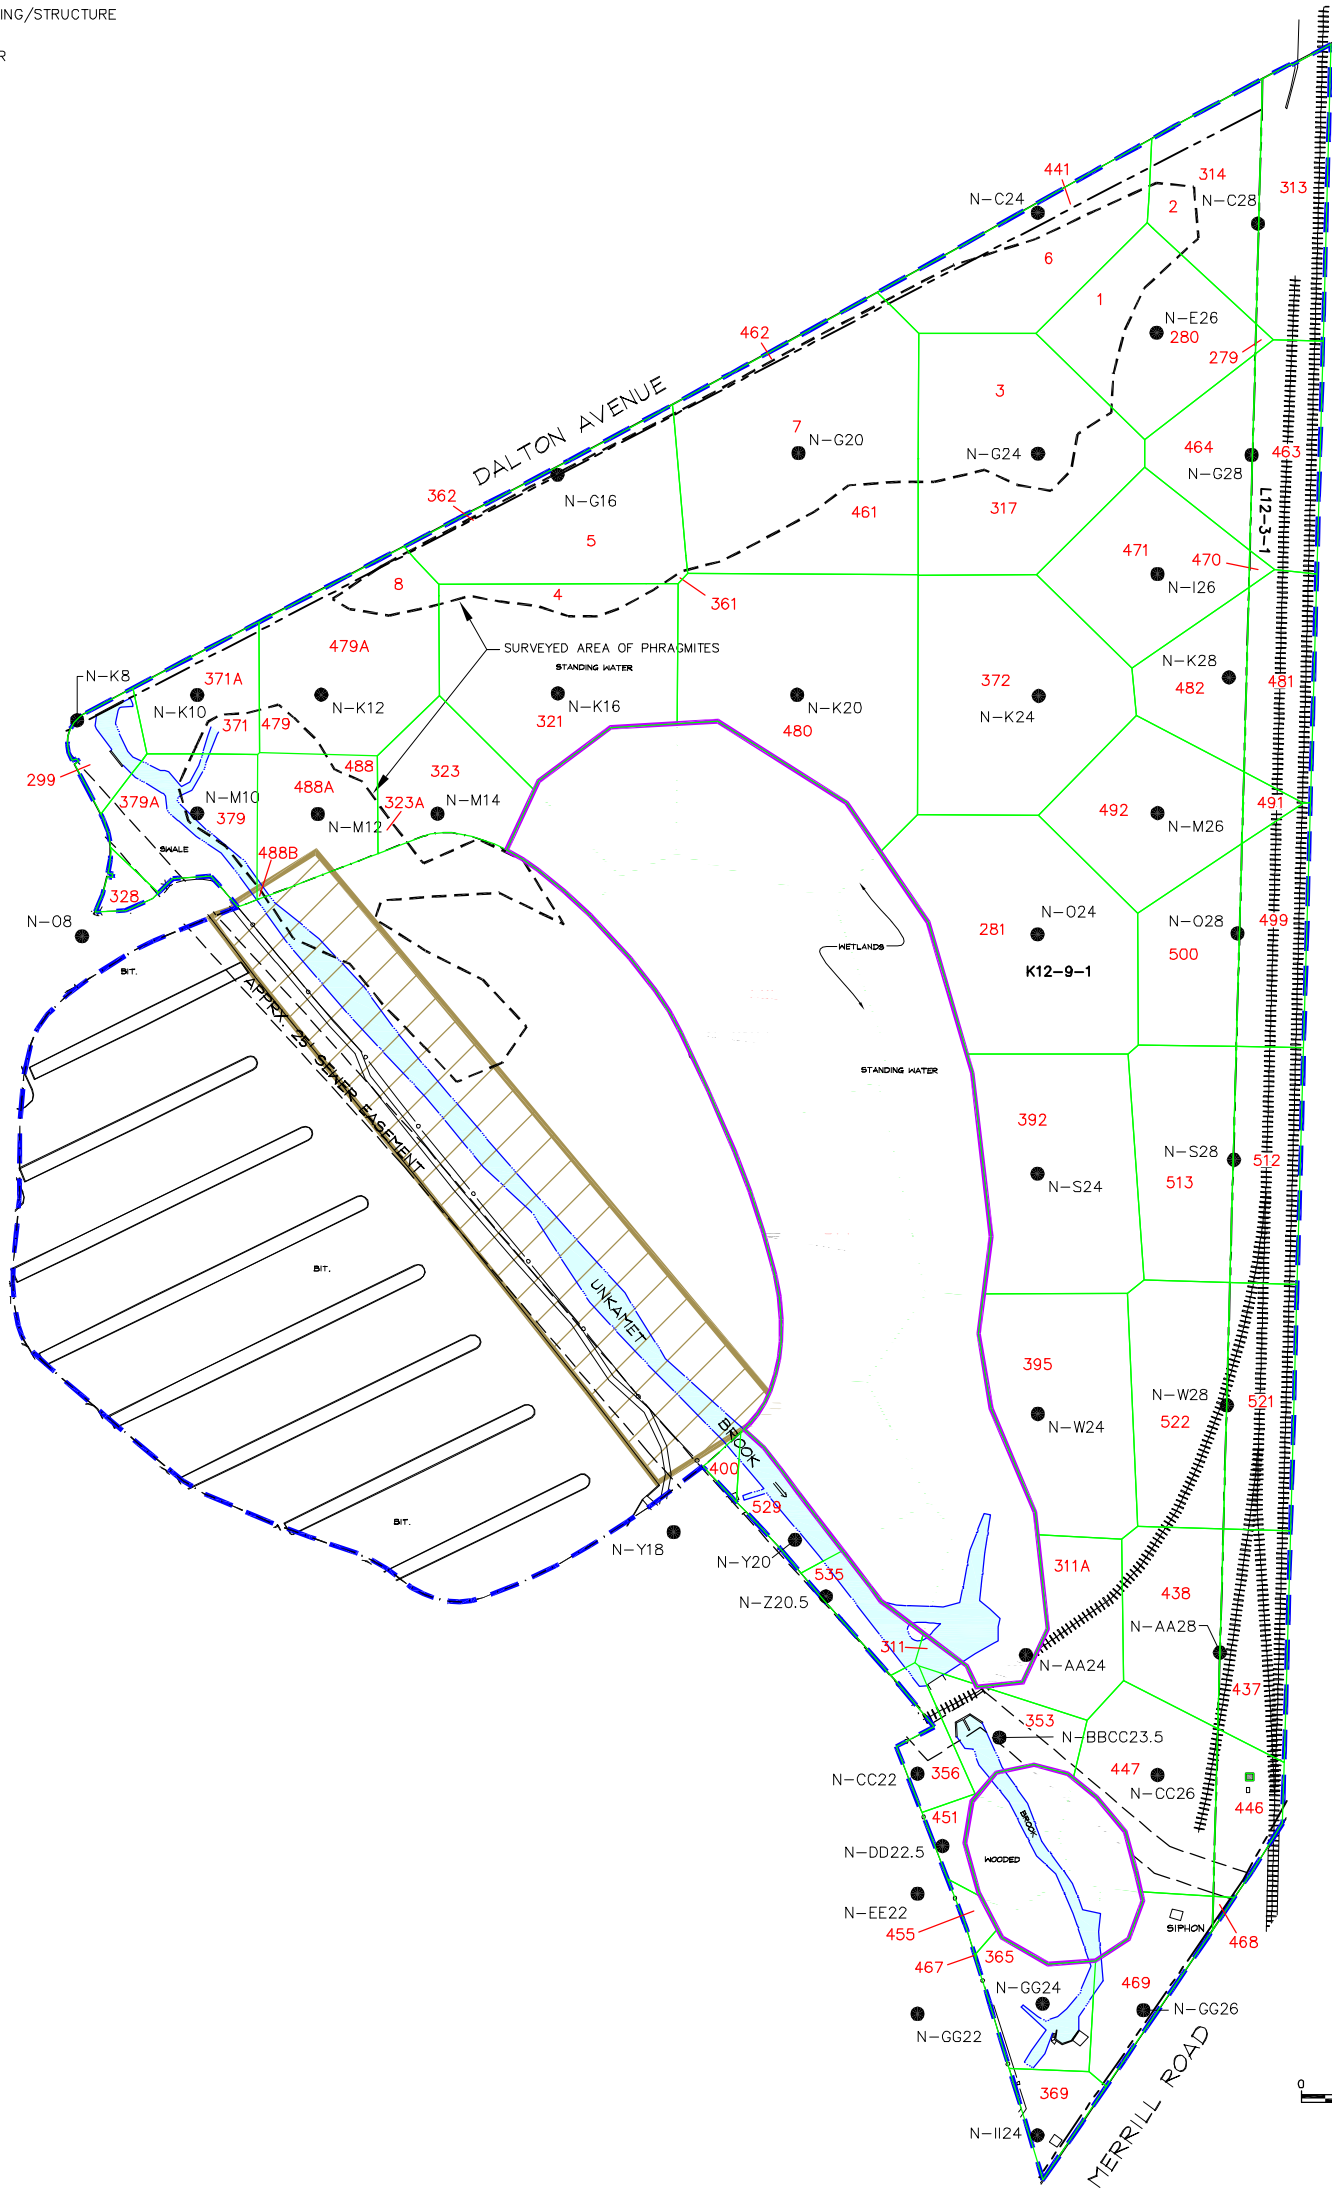 NG/STRUCTURE
R
441
314
313
N-C24
2
N-C28
6
1
N-E26
280
279
462
DALTON AVENUE
3
7
N-G20
N-G24
464
463
N-G28
362
N-G16
461
317
L12-3-1
5
471
470
8
4
361
N-I26
479A
SURVEYED AREA OF PHRAGMITES
STANDING WATER
N-K8
371A
N-K28
372
482
481
N-K10
N-K12
N-K16
N-K20
N-K24
371
479
321
480
299
488
323
379A
488A
323A
N-M10
N-M14
492
491
379
N-M12
N-M26
SWALE
488B
328
N-O8
N-O24
N-O28
499
281
WETLANDS
500
BIT.
K12-9-1
APPRX. 25' SEWER EASEMENT
STANDING WATER
392
N-S28
512
N-S24
513
BIT.
UNKAMET
395
N-W28
521
N-W24
522
BROOK
400
529
BIT.
N-Y18
N-Y20
535
311A
438
N-Z20.5
N-AA28
311
N-AA24
437
353
N-BBCC23.5
N-CC22
356
447
N-CC26
446
451
BROOK
N-DD22.5
WOODED
N-EE22
455
SIPHON
468
467
365
469
N-GG24
N-GG26
N-GG22
369
MERRILL ROAD
N-II24
0